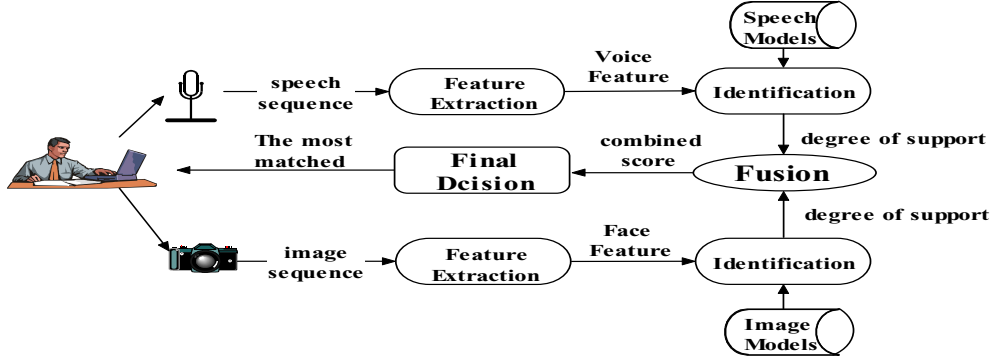 Speech
Models
speech
sequence
Feature
Extraction
Voice
Feature
Identification
The most
matched
Final
Dcision
combined
score
degree of support
Fusion
degree of support
image
sequence
Feature
Extraction
Face
Feature
Identification
Image
Models